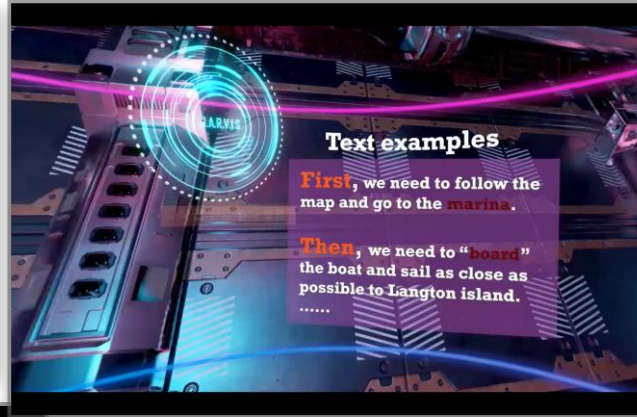 J.A.R.V.I.S
Text examples
First, we need to follow the
map and go to the marina.
Then, we need to “board”
the boat and sail as close as
possible to Langton island.
......